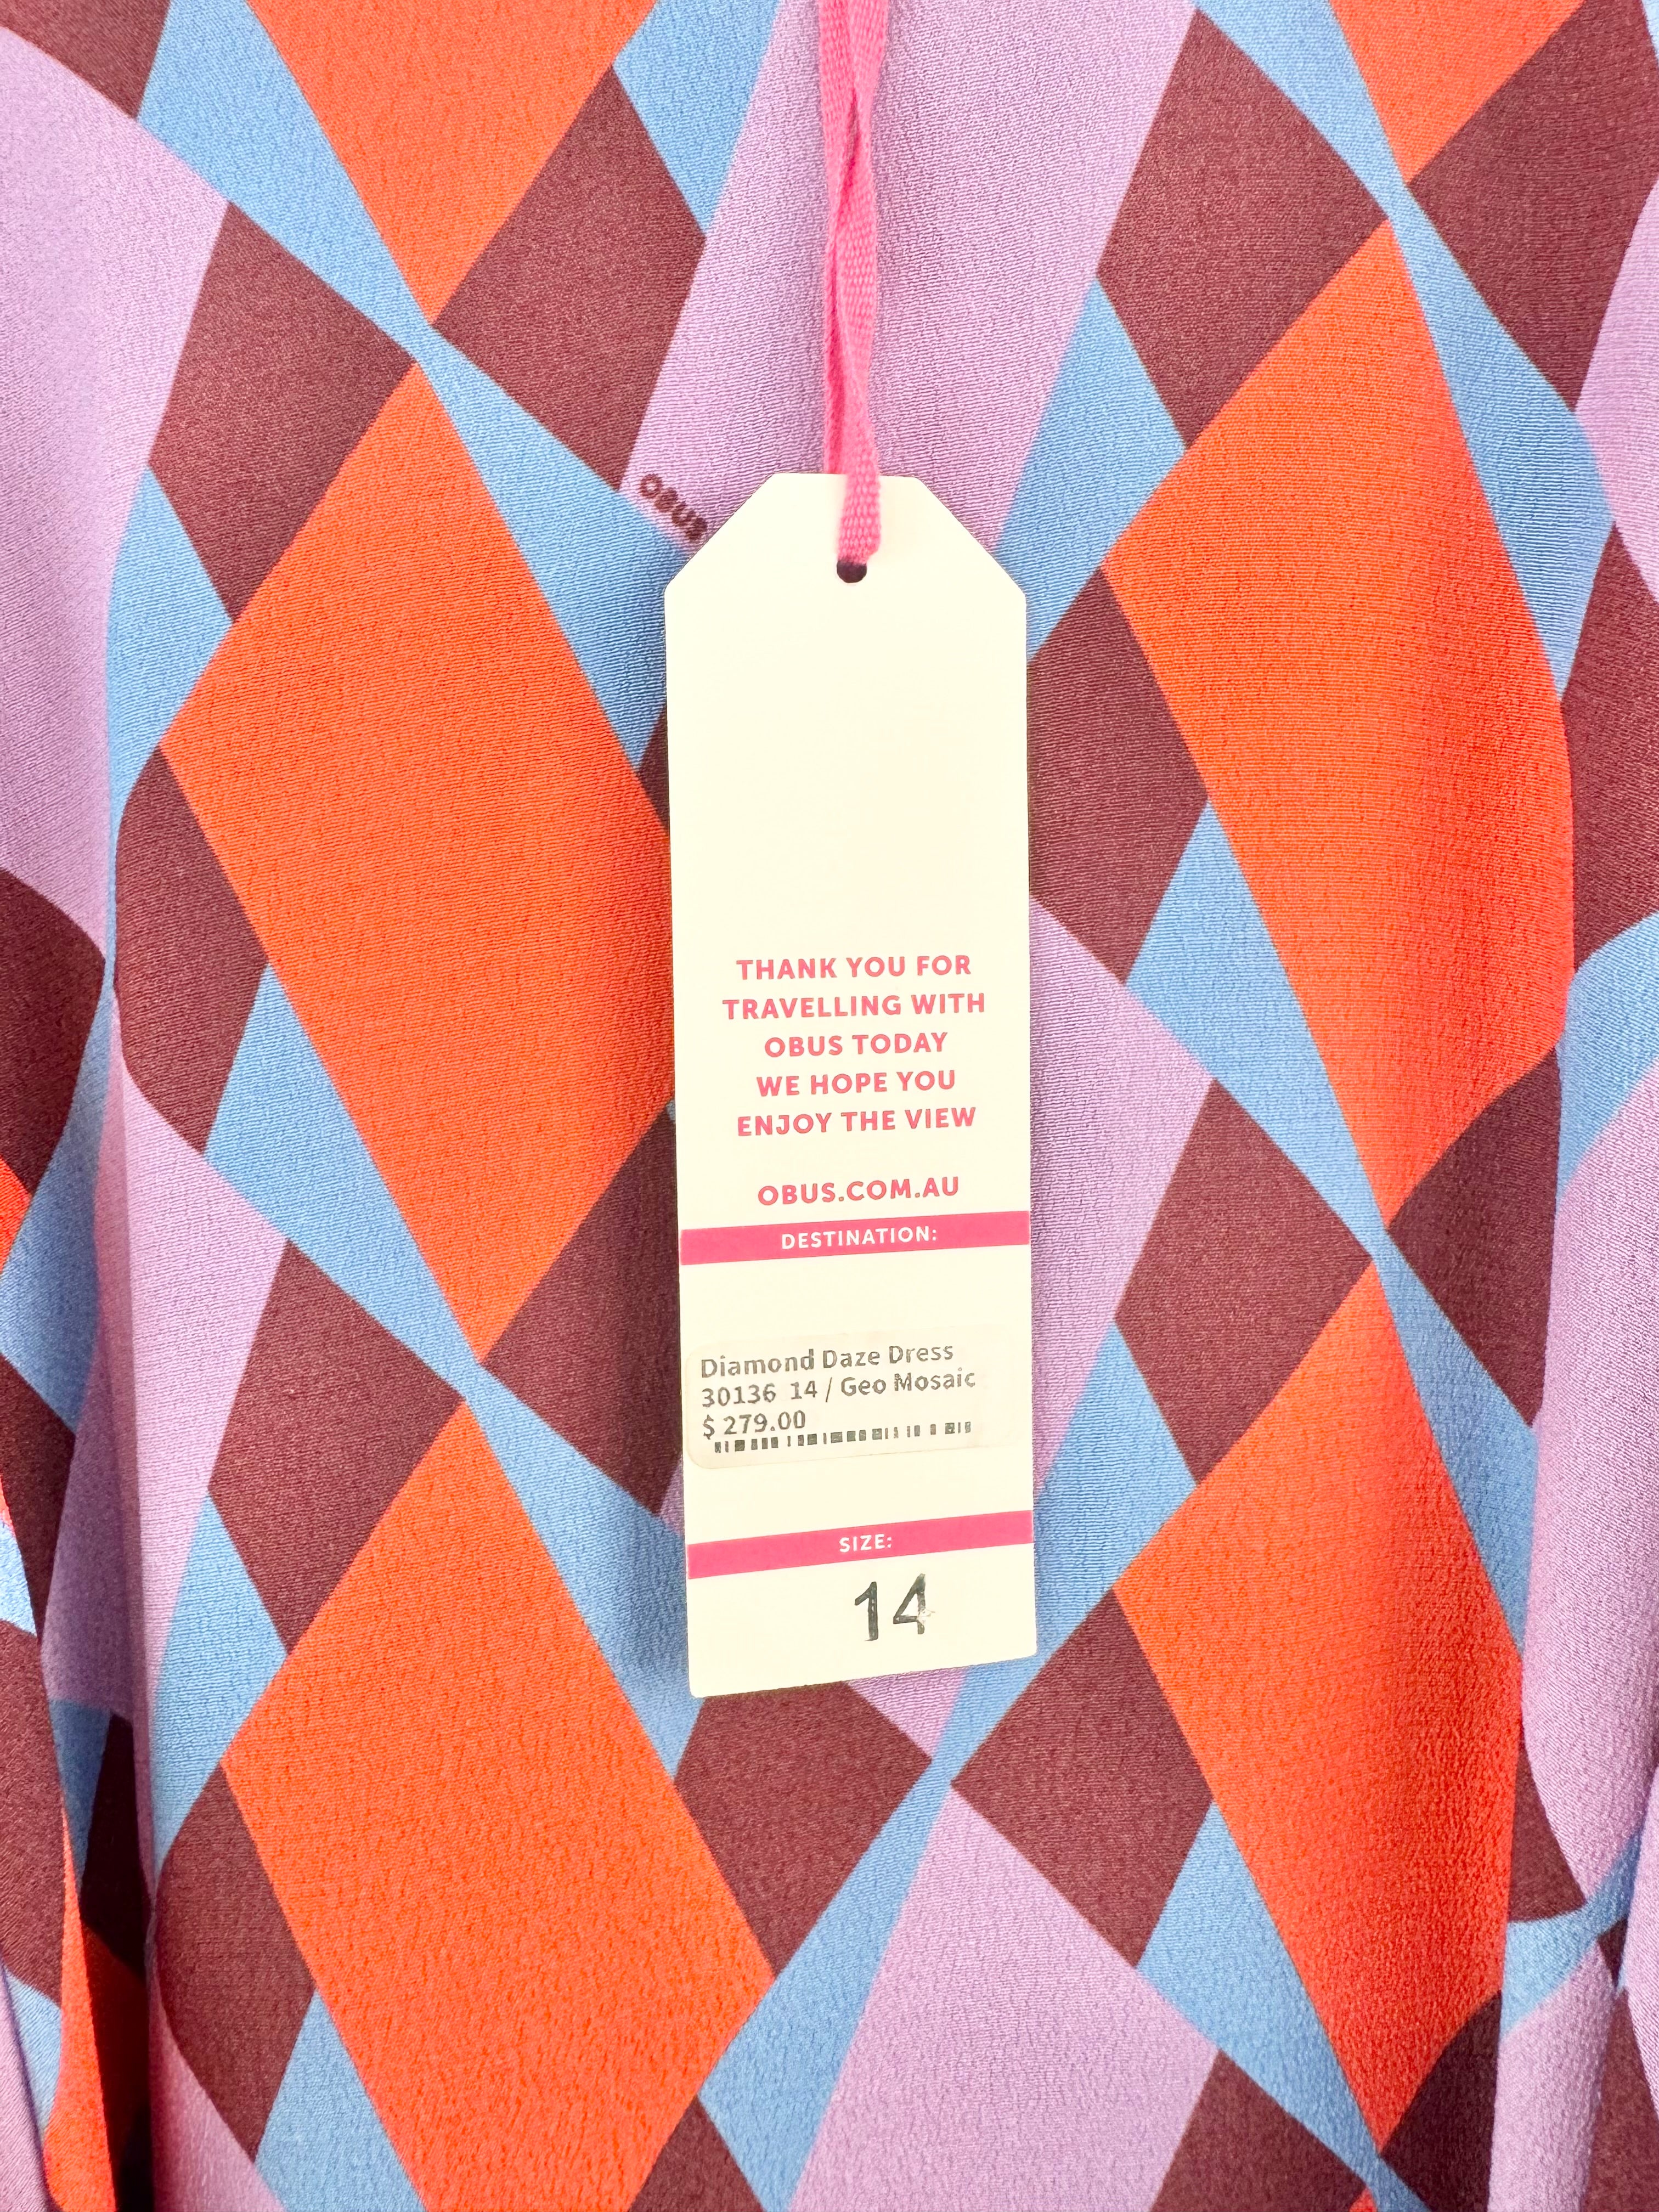 OBUS
THANK YOU FOR
TRAVELLING WITH
OBUS TODAY
WE HOPE YOU
ENJOY THE VIEW
OBUS.COM.AU
DESTINATION:
Diamond Daze Dress
30136 14 / Geo Mosaic
$ 279.00
SIZE:
14